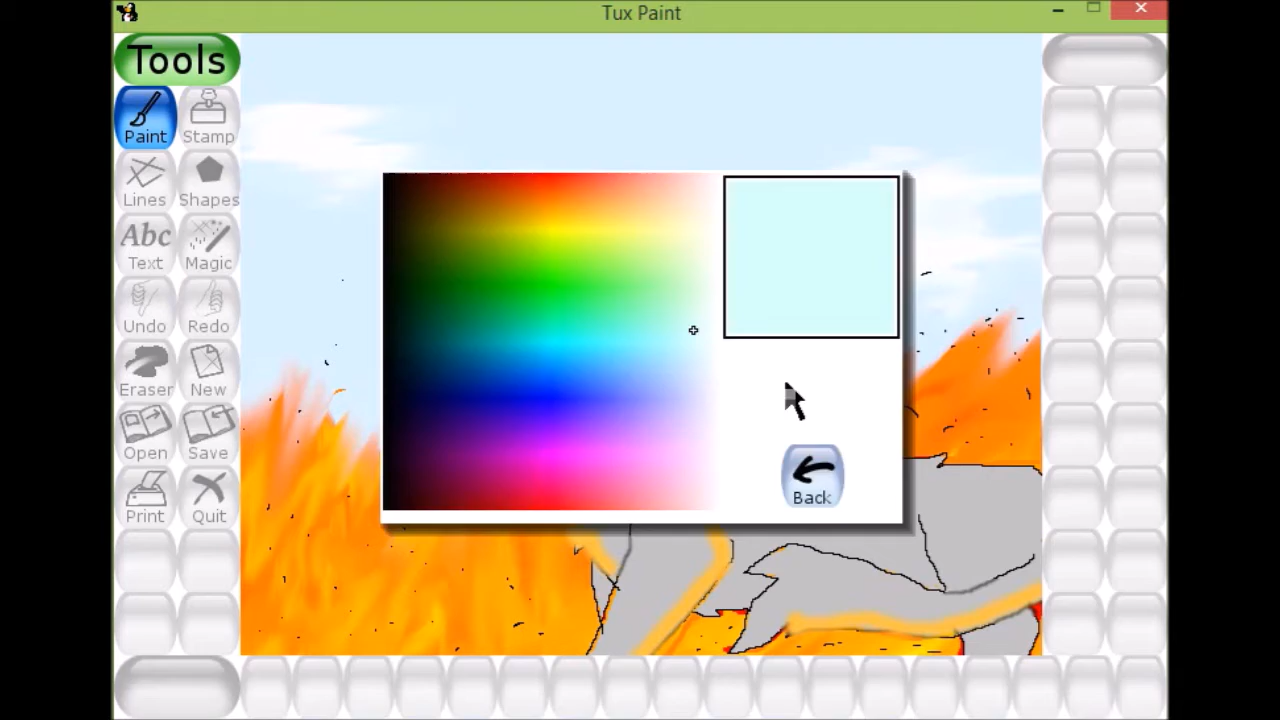 Tux Paint
Tools
Paint Stamp
Lines Shapes
Abc
Text Magic
Undo Redo
Eraser New
Open Save
Print Quit
Back